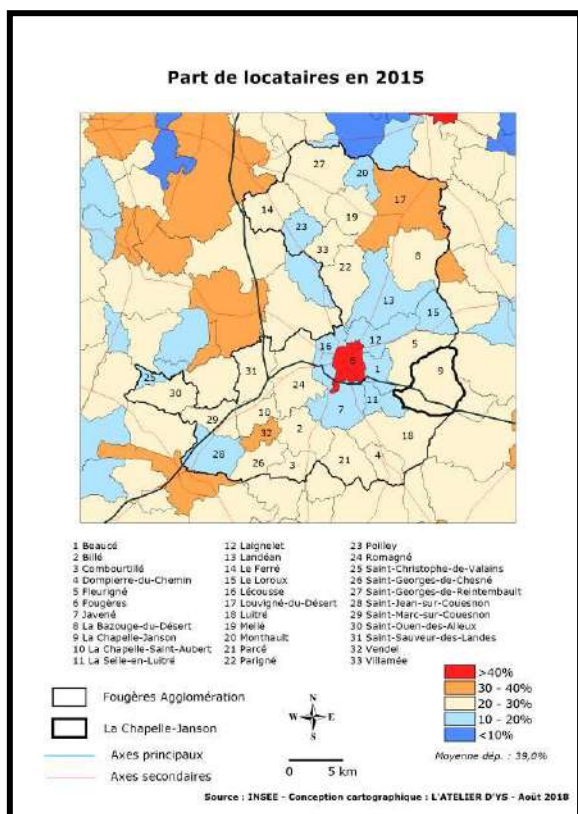 Part de locataires en 2015
27
20
17
14
19
23
33
8
22
13
15
16
12
5
6
31
1
9
25
24
30
11
7
29
10
2
32
18
28
26
3
21
4
1 Beaucé
2 Billé
3 Combourtillé
4 Dompierre-du-Chemin
5 Fleurigné
6 Fougères
7 Javené
8 La Bazouge-du-Désert
9 La Chapelle-Janson
10 La Chapelle-Saint-Aubert
11 La Selle-en-Luitré
12 Laignelet
13 Landéan
14 Le Ferré
15 Le Loroux
16 Lécousse
17 Louvigné-du-Désert
18 Luitré
19 Mellé
20 Monthault
21 Parcé
22 Parigné
23 Poilley
24 Romagné
25 Saint-Christophe-de-Valains
26 Saint-Georges-de-Chesné
27 Saint-Georges-de-Reintembault
28 Saint-Jean-sur-Couesnon
29 Saint-Marc-sur-Couesnon
30 Saint-Ouen-des-Alleux
31 Saint-Sauveur-des-Landes
32 Vendel
33 Villamée
Fougères Agglomération
La Chapelle-Janson
Axes principaux
Axes secondaires
N
W E
S
0 5 km
>40%
30 - 40%
20 - 30%
10 - 20%
<10%
Moyenne dép. : 39,0%
Source : INSEE - Conception cartographique : L'ATELIER D'YS - Août 2018